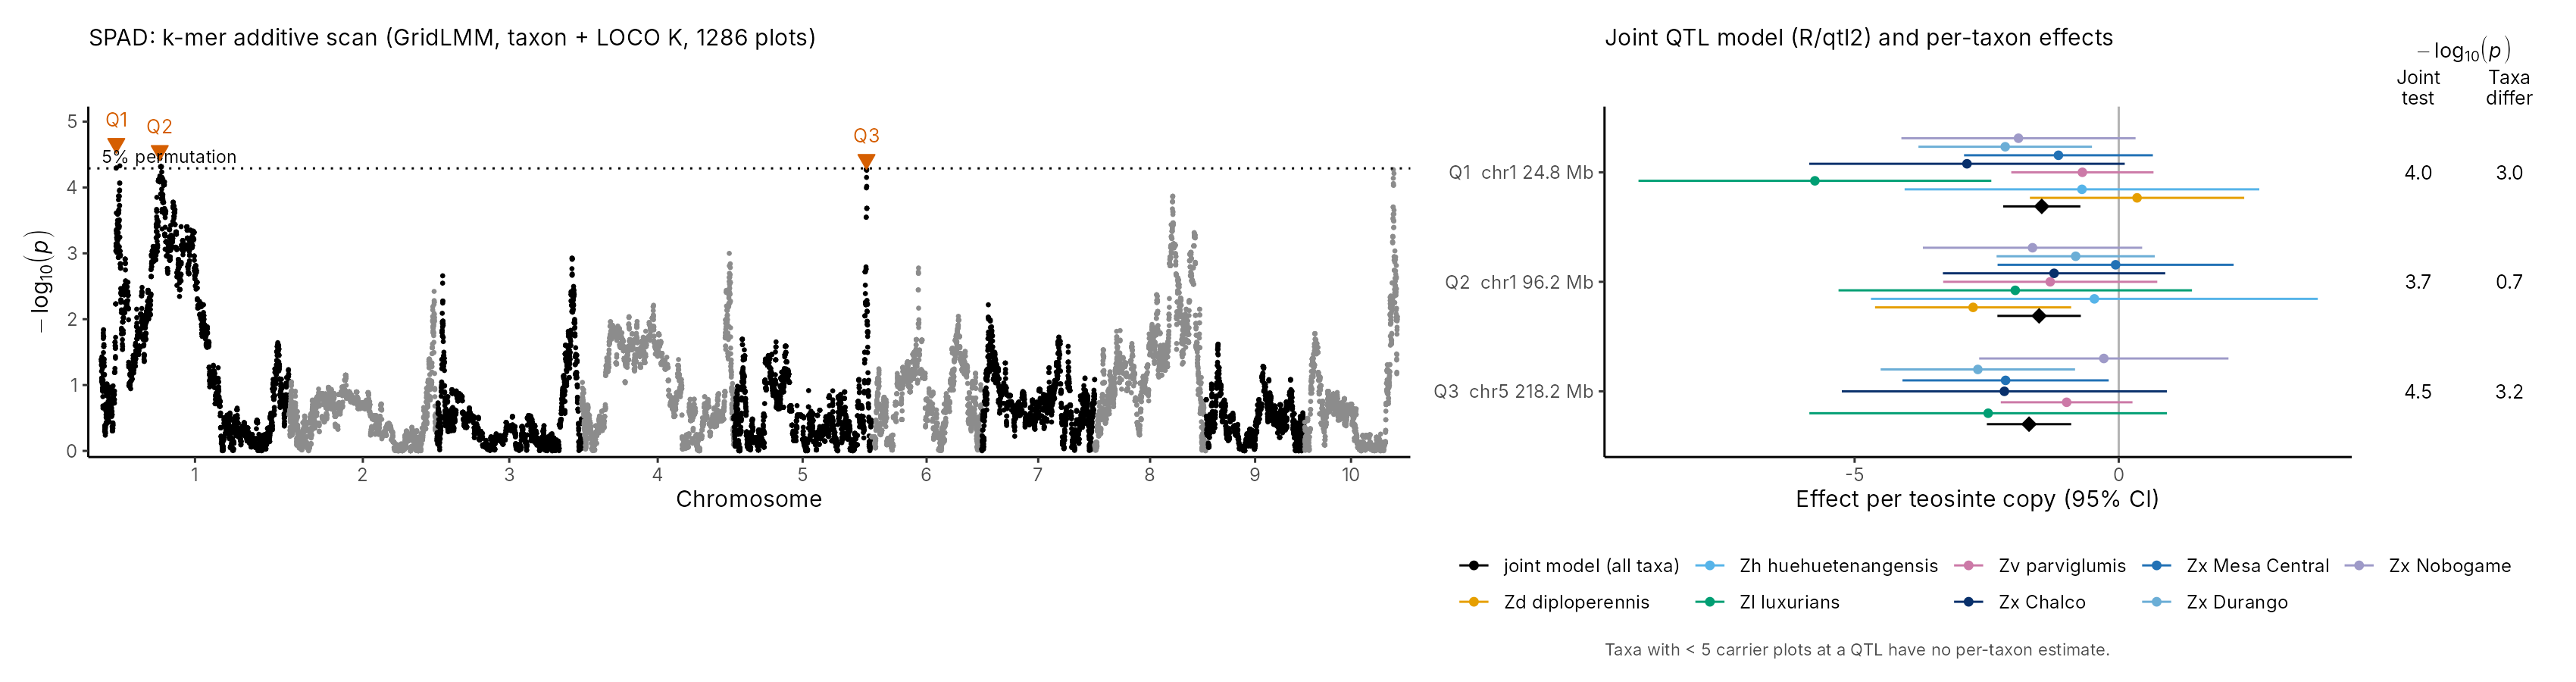 SPAD: k-mer additive scan (GridLMM, taxon + LOCO K, 1286 plots)
5
4
3
2
1
0
−log10(p)
Q1
Q2
Q3
5% permutation
1 2 3 4 5 6 7 8 9 10
Chromosome
Joint QTL model (R/qtl2) and per-taxon effects
−log10(p)
Joint test
Taxa differ
Q1 chr1 24.8 Mb 4.0 3.0
Q2 chr1 96.2 Mb 3.7 0.7
Q3 chr5 218.2 Mb 4.5 3.2
-5 0
Effect per teosinte copy (95% CI)
joint model (all taxa) Zh huehuetenangensis Zv parviglumis Zx Mesa Central Zx Nobogame
Zd diploperennis Zl luxurians Zx Chalco Zx Durango
Taxa with < 5 carrier plots at a QTL have no per-taxon estimate.